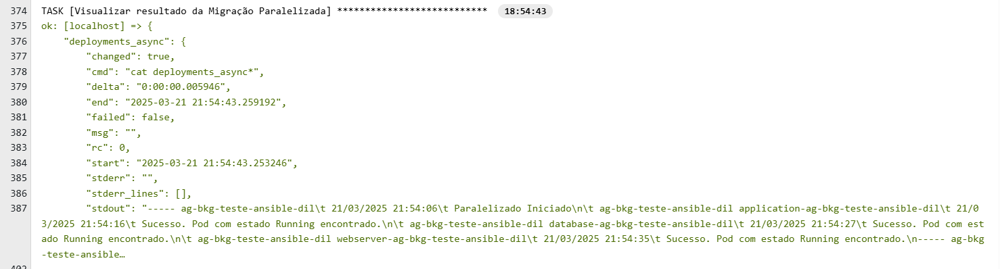 374 TASK [Visualizar resultado da Migração Paralelizada] *************************** 18:54:43
375 ok: [localhost] => {
376     "deployments_async": {
377         "changed": true,
378         "cmd": "cat deployments_async*",
379         "delta": "0:00:00.005946",
380         "end": "2025-03-21 21:54:43.259192",
381         "failed": false,
382         "msg": "",
383         "rc": 0,
384         "start": "2025-03-21 21:54:43.253246",
385         "stderr": "",
386         "stderr_lines": [],
387         "stdout": "----- ag-bkg-teste-ansible-dil\t 21/03/2025 21:54:06\t Paralelizado Iniciado\n\t ag-bkg-teste-ansible-dil application-ag-bkg-teste-ansible-dil\t 21/0
3/2025 21:54:16\t Sucesso. Pod com estado Running encontrado.\n\t ag-bkg-teste-ansible-dil database-ag-bkg-teste-ansible-dil\t 21/03/2025 21:54:27\t Sucesso. Pod com est
ado Running encontrado.\n\t ag-bkg-teste-ansible-dil webserver-ag-bkg-teste-ansible-dil\t 21/03/2025 21:54:35\t Sucesso. Pod com estado Running encontrado.\n----- ag-bkg
-teste-ansible…